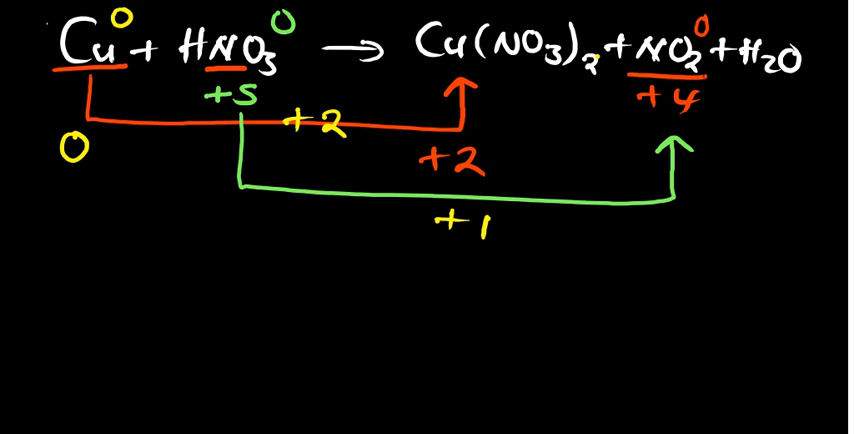 Cu⁰ + HNO₃⁰ → Cu(NO₃)₂ + NO₂⁰ + H₂O
+5 +4
+2
0 +2
+1